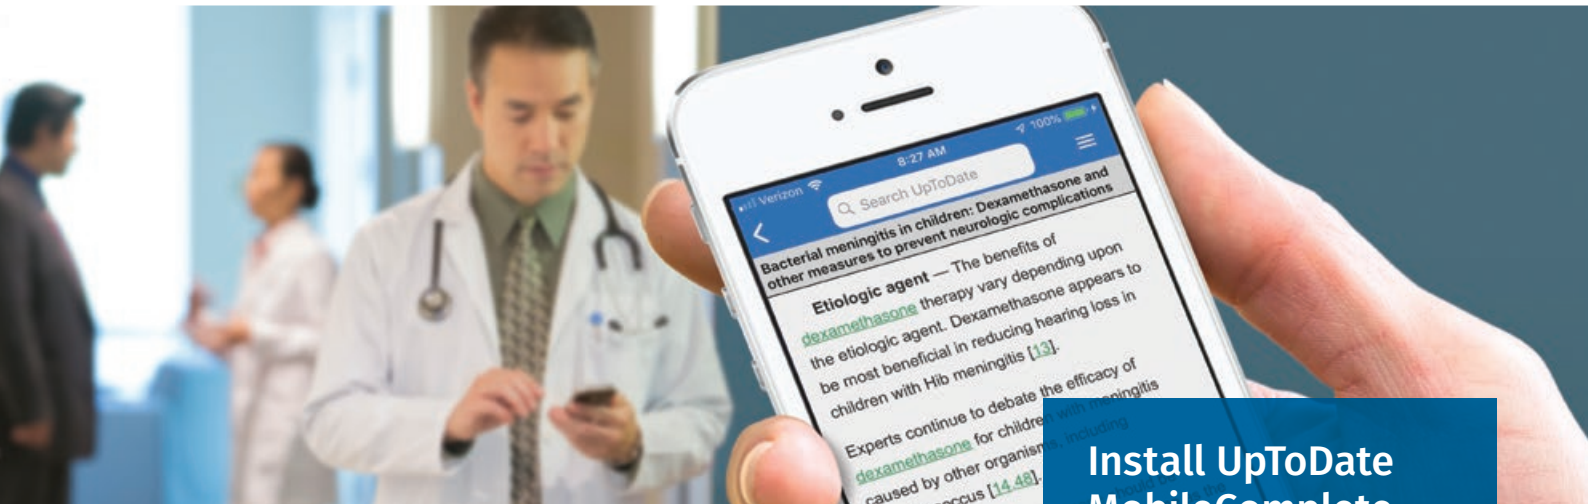 Verizon
8:27 AM
100%
Search UpToDate
Bacterial meningitis in children: Dexamethasone and
other measures to prevent neurologic complications
Etiologic agent — The benefits of
dexamethasone therapy vary depending upon
the etiologic agent. Dexamethasone appears to
be most beneficial in reducing hearing loss in
children with Hib meningitis [13].
Experts continue to debate the efficacy of
dexamethasone for children with meningitis
caused by other organisms, including
[14,48].
Install UpToDate
Mobile Complete